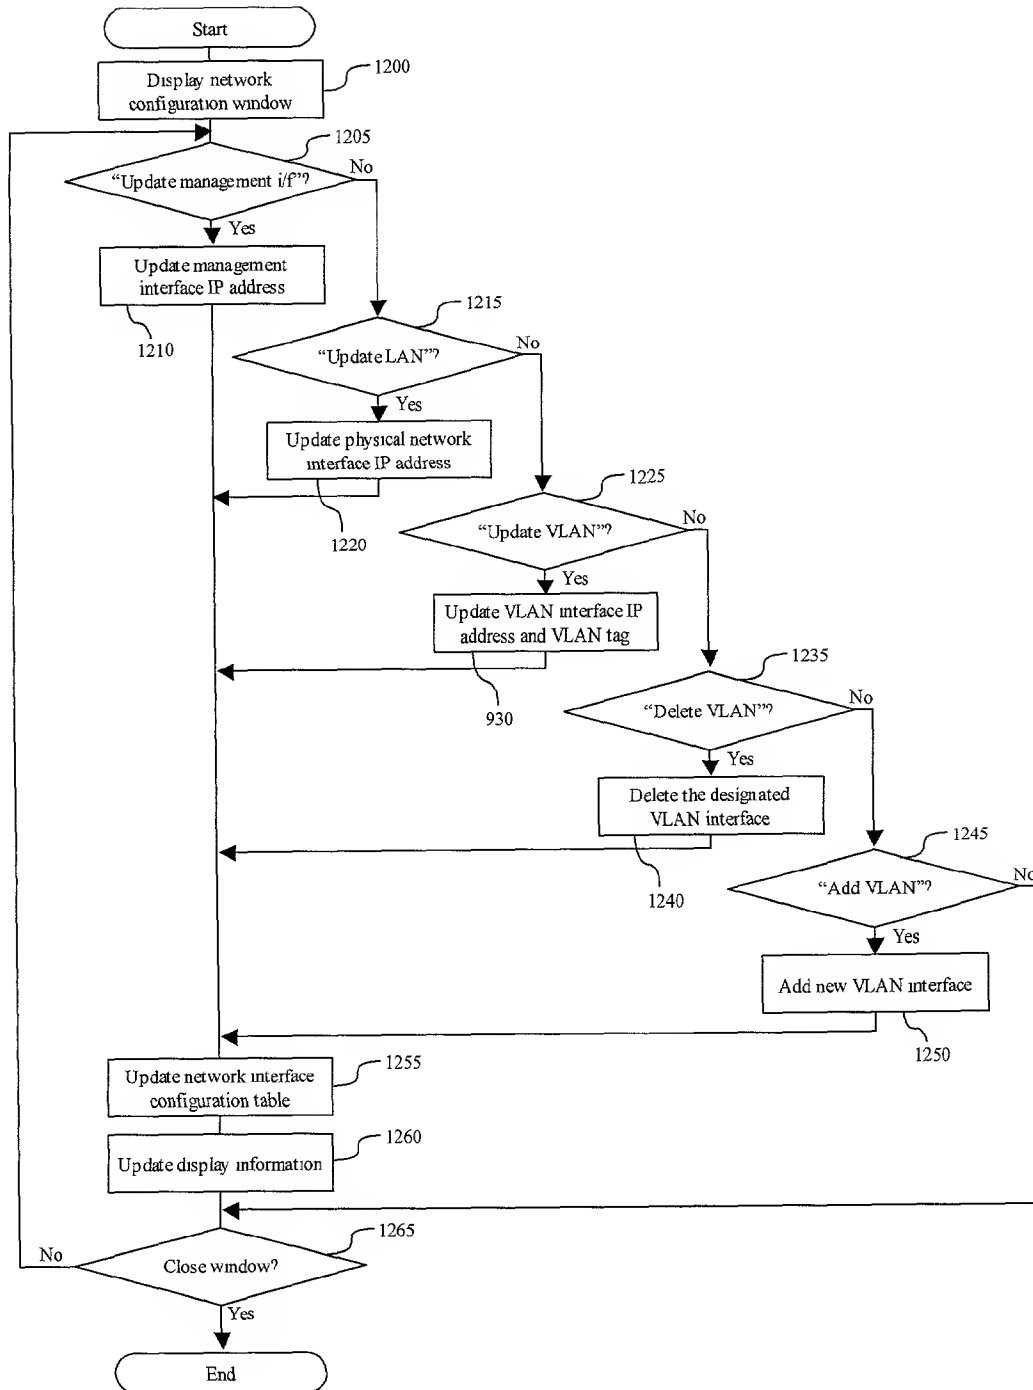 Start
Display network
configuration window
1200
1205
"Update management i/f"?
No
Yes
Update management
interface IP address
1210
1215
"Update LAN"?
No
Yes
Update physical network
interface IP address
1220
1225
"Update VLAN"?
No
Yes
Update VLAN interface IP
address and VLAN tag
930
1235
"Delete VLAN"?
No
Yes
Delete the designated
VLAN interface
1240
1245
"Add VLAN"?
No
Yes
Add new VLAN interface
1250
Update network interface
configuration table
1255
Update display information
1260
1265
Close window?
No
Yes
End